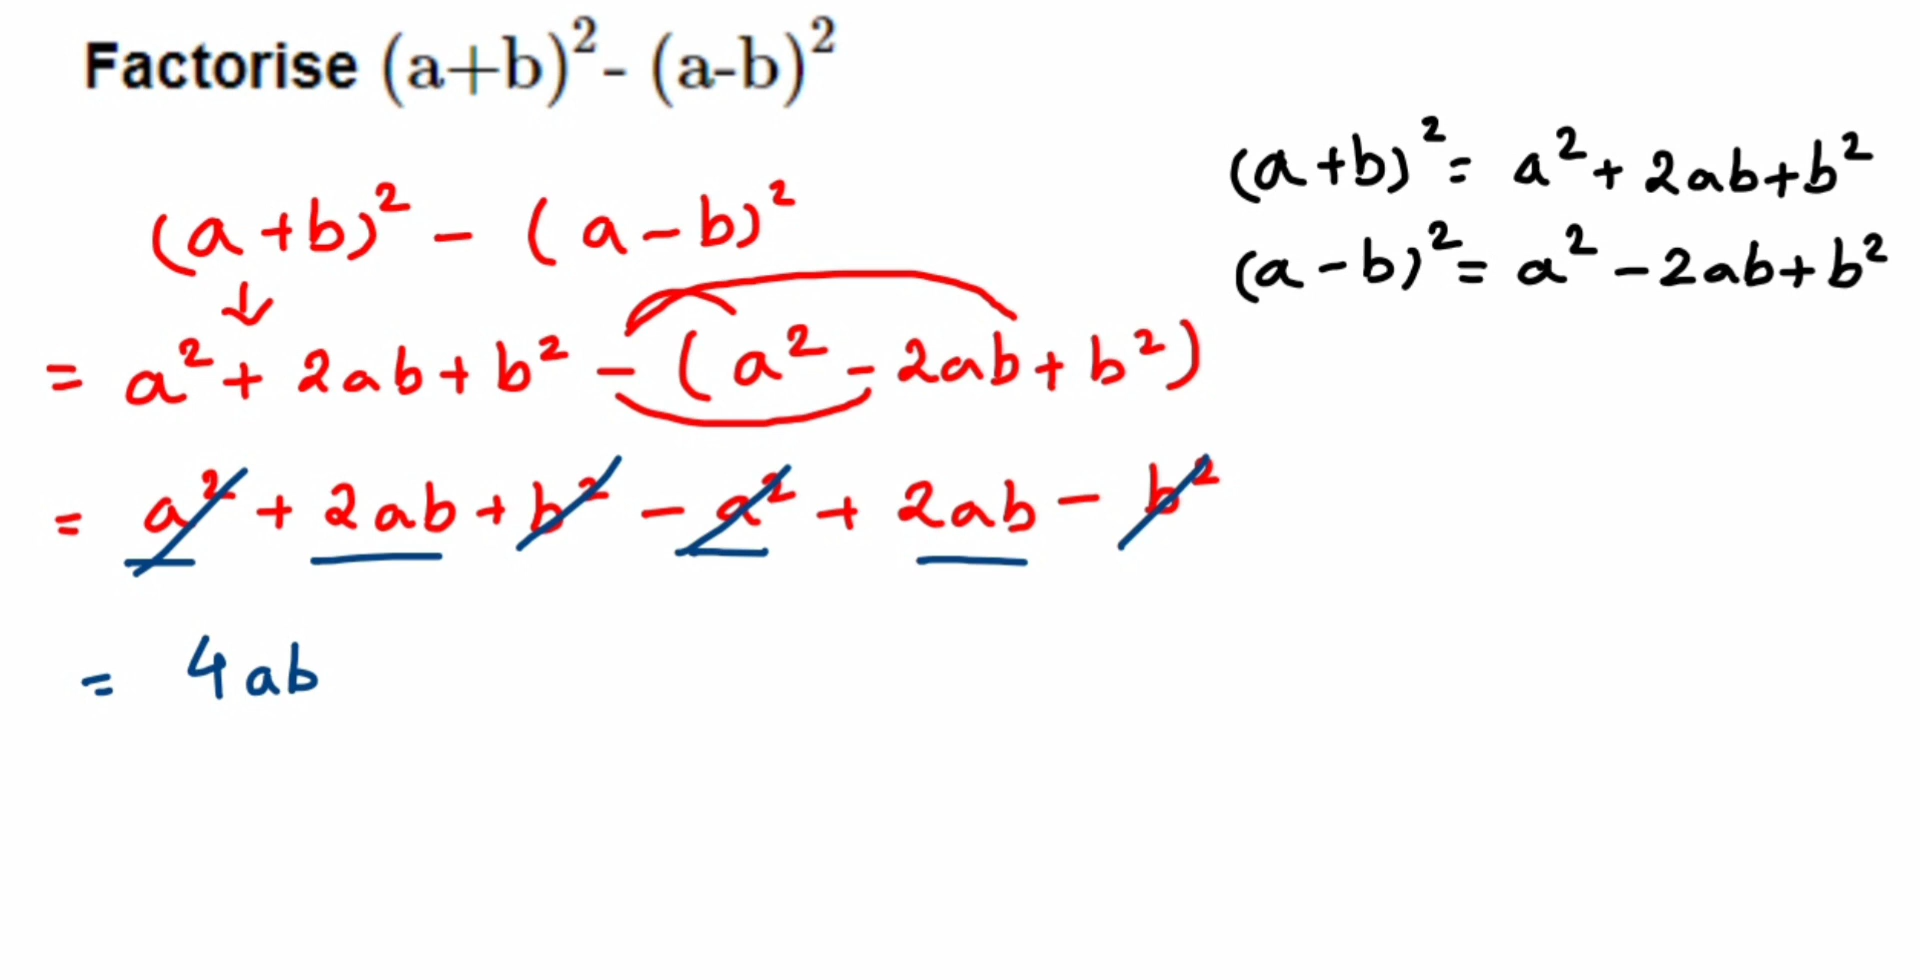 Factorise (a+b)²- (a-b)²
(a+b)² = a² + 2ab+b²
(a-b)² = a² - 2ab+b²
(a+b)² - (a-b)²
↓
= a² + 2ab+b² - (a² - 2ab+b²)
= a² + 2ab+b² - a² + 2ab - b²
= 4ab